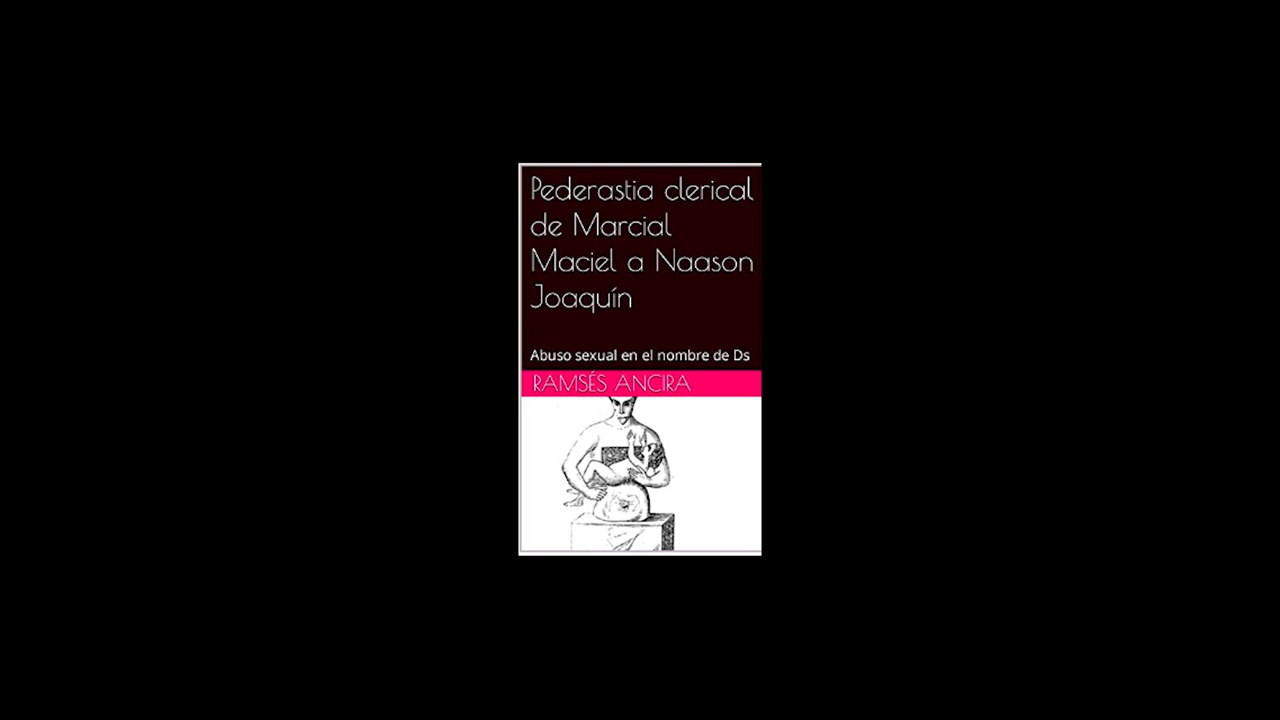 Pederastia clerical
de Marcial
Maciel a Naason
Joaquín
Abuso sexual en el nombre de Ds
RAMSÉS ANCIRA